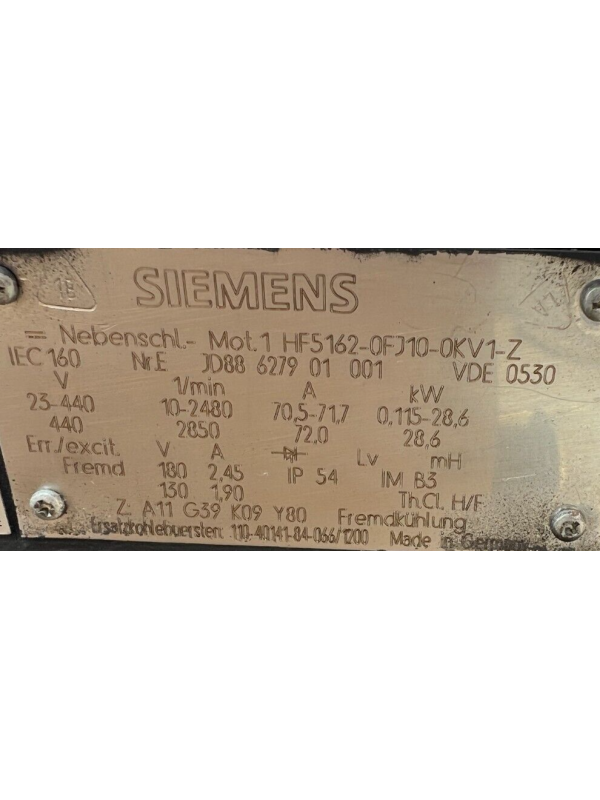 SIEMENS
= Nebenschl.- Mot. 1 HF5162-0FJ10-0KV1-Z
IEC 160 Nr.E JD88 6279 01 001 VDE 0530
V 1/min A kW
23-440 10-2480 70,5-71,7 0,115-28,6
440 2850 72,0 28,6
Err./excit. V A Lv mH
Fremd 180 2,45 IP 54 IM B3
130 1,90 Th.Cl. H/F
Z A11 G39 K09 Y80 Fremdkühlung
Ersatzkohlebuersten: 110-40141-84-066/1200 Made in Germany